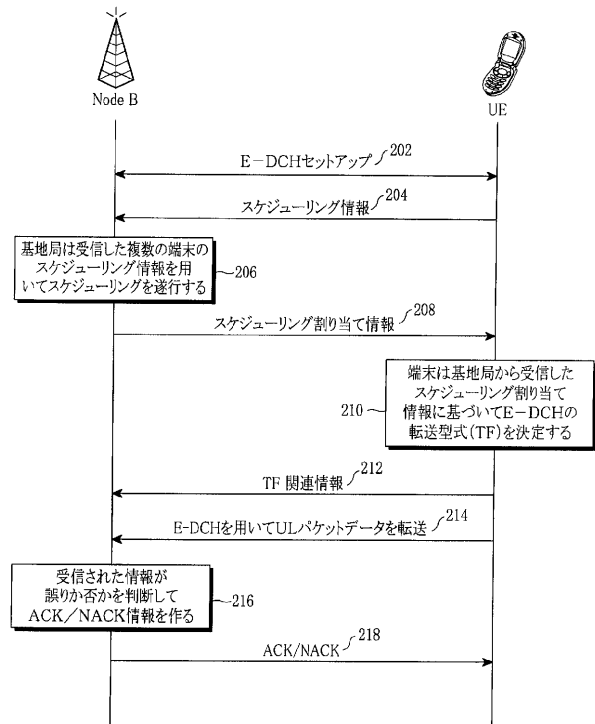 Node B
UE
E-DCHセットアップ 202
スケジューリング情報 204
基地局は受信した複数の端末の
スケジューリング情報を用
いてスケジューリングを遂行する
206
スケジューリング割り当て情報 208
端末は基地局から受信した
スケジューリング割り当て
情報に基づいてE-DCHの
転送型式(TF)を決定する
210
TF 関連情報 212
E-DCHを用いてULパケットデータを転送 214
受信された情報が
誤りか否かを判断して
ACK/NACK情報を作る
216
ACK/NACK 218